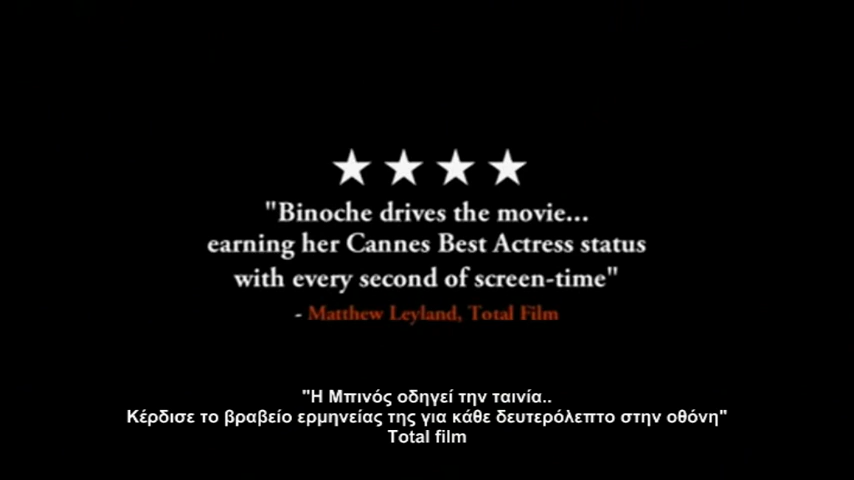 "Binoche drives the movie...
earning her Cannes Best Actress status
with every second of screen-time"
- Matthew Leyland, Total Film
"Η Μπινός οδηγεί την ταινία..
Κέρδισε το βραβείο ερμηνείας της για κάθε δευτερόλεπτο στην οθόνη"
Total film